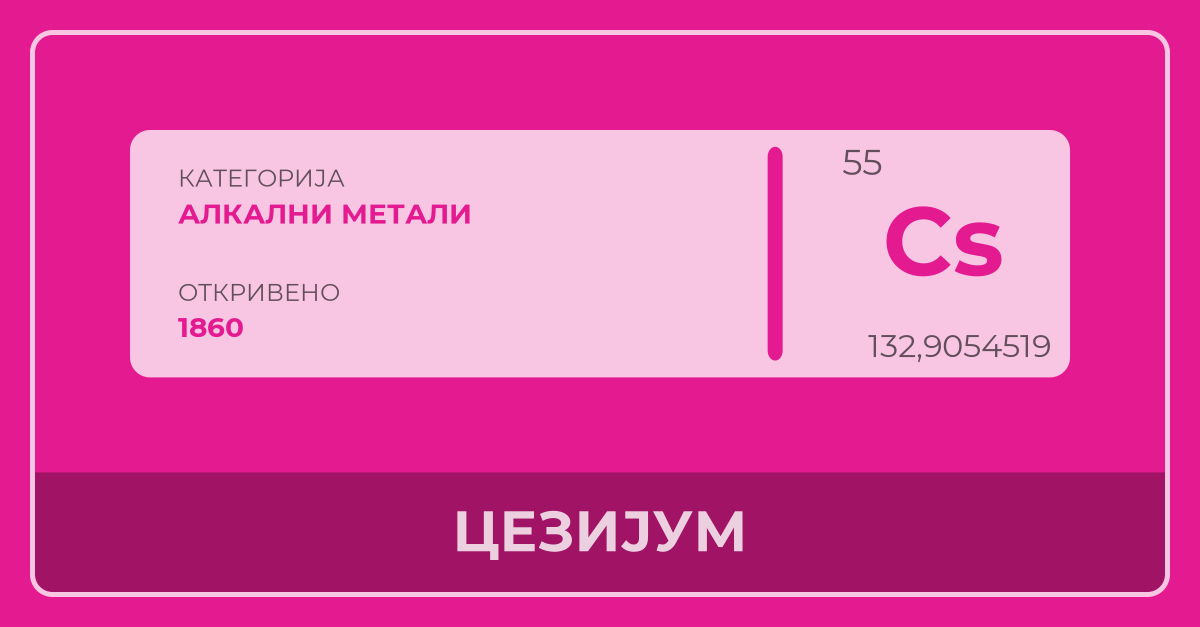 КАТЕГОРИЈА
АЛКАЛНИ МЕТАЛИ
ОТКРИВЕНО
1860
55
Cs
132,9054519
ЦЕЗИЈУМ